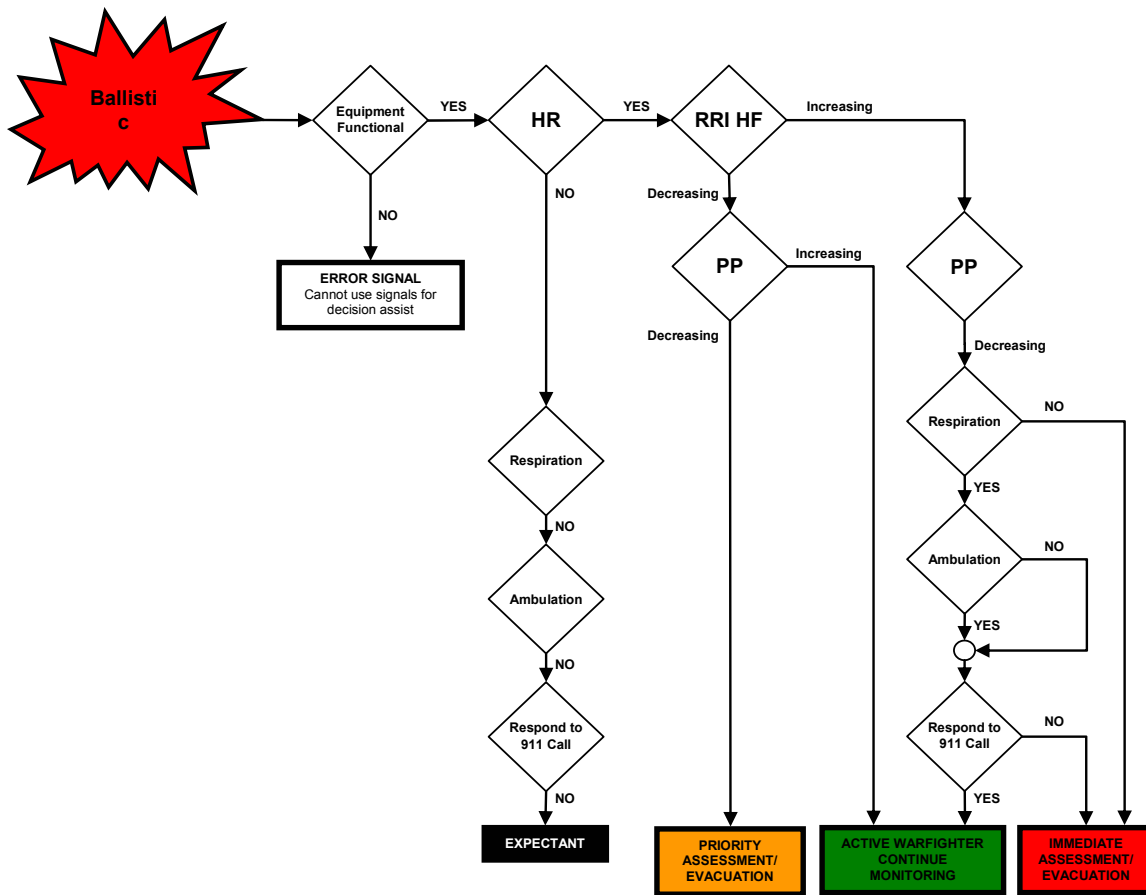 Ballisti
c
Equipment
Functional
YES
HR
YES
RRI HF
Increasing
NO
NO
Decreasing
ERROR SIGNAL
Cannot use signals for
decision assist
PP
Increasing
PP
Decreasing
Decreasing
Respiration
NO
Respiration
NO
YES
Ambulation
NO
Ambulation
NO
YES
Respond to
911 Call
NO
Respond to
911 Call
NO
YES
EXPECTANT
PRIORITY
ASSESSMENT/
EVACUATION
ACTIVE WARFIGHTER
CONTINUE
MONITORING
IMMEDIATE
ASSESSMENT/
EVACUATION